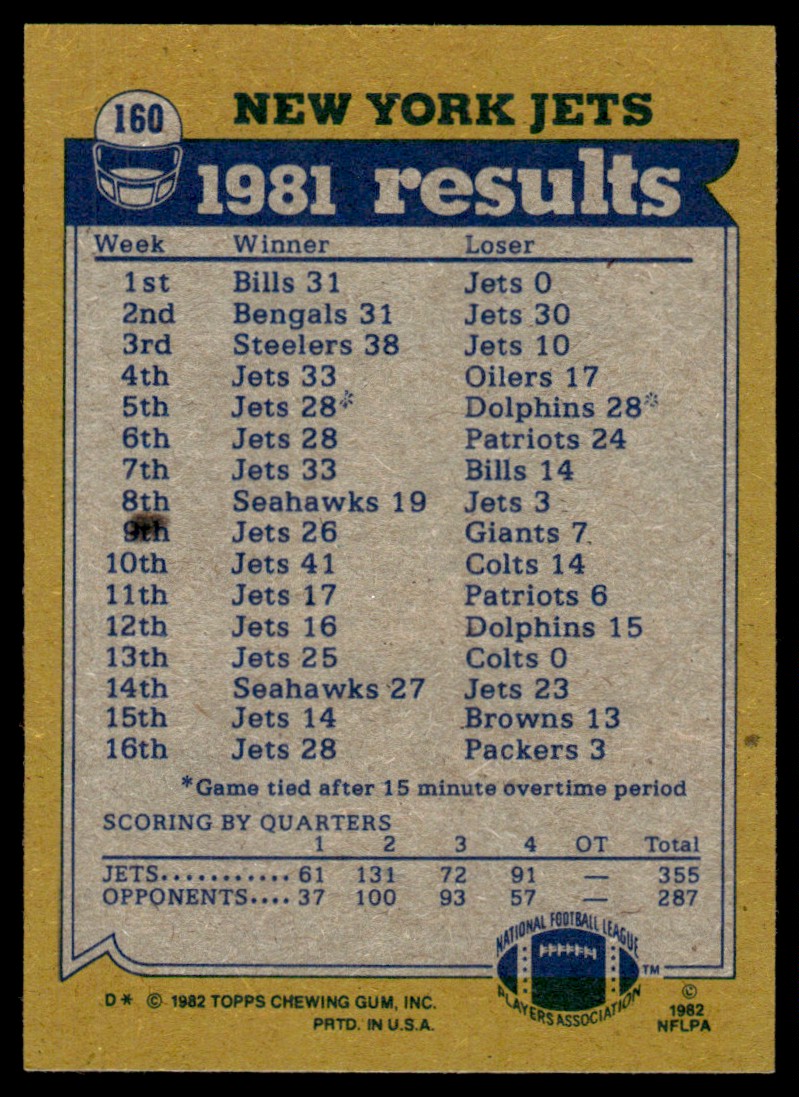 160
NEW YORK JETS
1981 results
Week Winner Loser
1st Bills 31 Jets 0
2nd Bengals 31 Jets 30
3rd Steelers 38 Jets 10
4th Jets 33 Oilers 17
5th Jets 28* Dolphins 28*
6th Jets 28 Patriots 24
7th Jets 33 Bills 14
8th Seahawks 19 Jets 3
9th Jets 26 Giants 7
10th Jets 41 Colts 14
11th Jets 17 Patriots 6
12th Jets 16 Dolphins 15
13th Jets 25 Colts 0
14th Seahawks 27 Jets 23
15th Jets 14 Browns 13
16th Jets 28 Packers 3
*Game tied after 15 minute overtime period
SCORING BY QUARTERS
1 2 3 4 OT Total
JETS........... 61 131 72 91 — 355
OPPONENTS.... 37 100 93 57 — 287
NATIONAL FOOTBALL LEAGUE
PLAYERS ASSOCIATION
TM
D* © 1982 TOPPS CHEWING GUM, INC.
PRTD. IN U.S.A.
©
1982
NFLPA